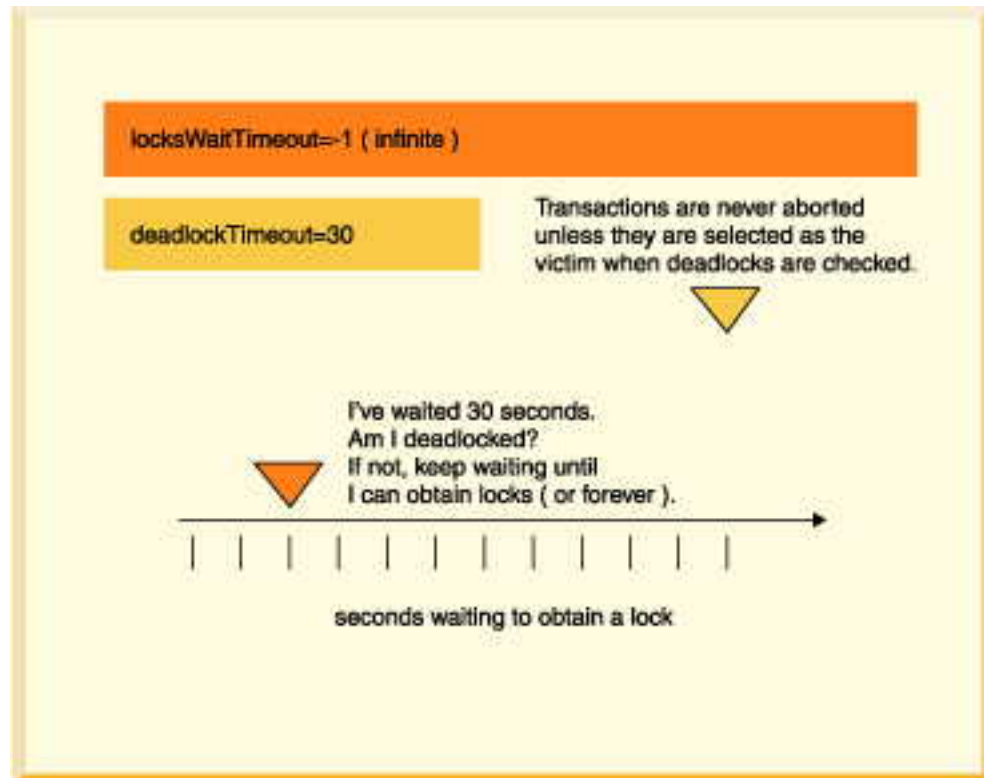 locksWaitTimeout=-1 ( infinite )
deadlockTimeout=30
Transactions are never aborted
unless they are selected as the
victim when deadlocks are checked.
I've waited 30 seconds.
Am I deadlocked?
If not, keep waiting until
I can obtain locks ( or forever ).
seconds waiting to obtain a lock